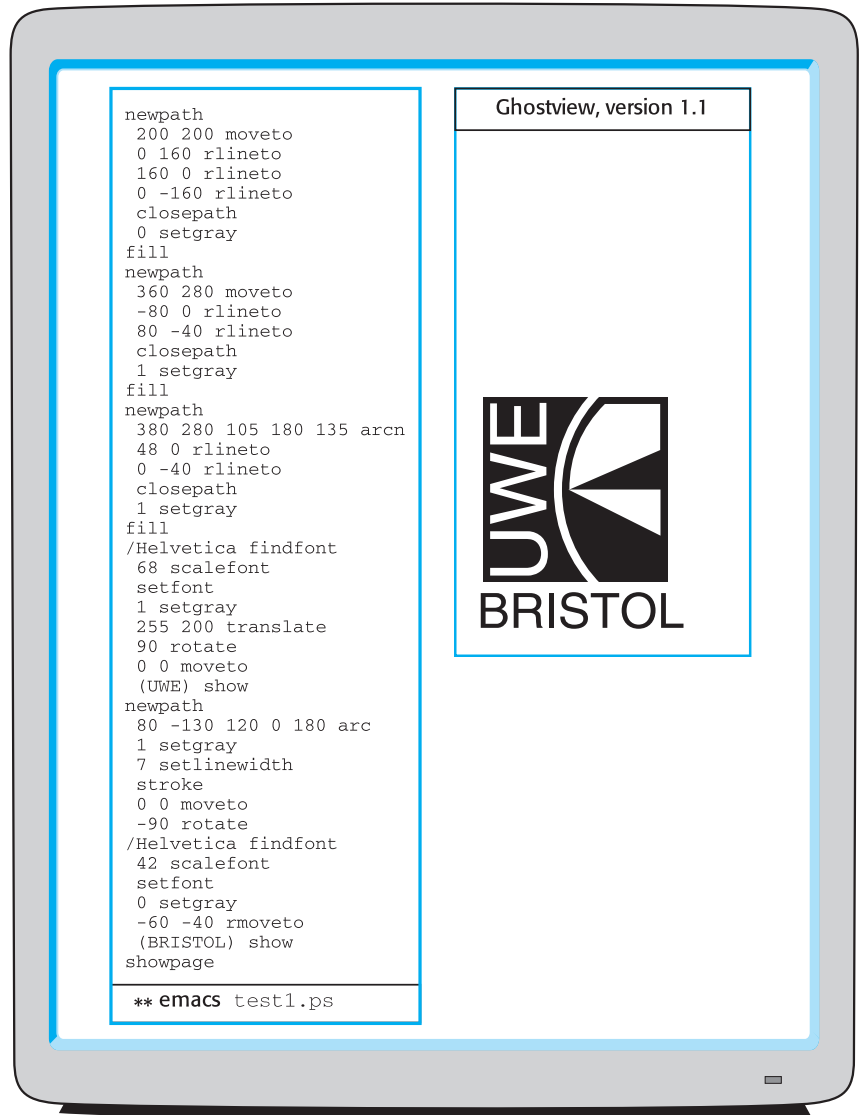 newpath
200 200 moveto
0 160 rlineto
160 0 rlineto
0 -160 rlineto
closepath
0 setgray
fill
newpath
360 280 moveto
-80 0 rlineto
80 -40 rlineto
closepath
1 setgray
fill
newpath
380 280 105 180 135 arcn
48 0 rlineto
0 -40 rlineto
closepath
1 setgray
fill
/Helvetica findfont
68 scalefont
setfont
1 setgray
255 200 translate
90 rotate
0 0 moveto
(UWE) show
newpath
80 -130 120 0 180 arc
1 setgray
7 setlinewidth
stroke
0 0 moveto
-90 rotate
/Helvetica findfont
42 scalefont
setfont
0 setgray
-60 -40 rmoveto
(BRISTOL) show
showpage
** emacs test1.ps
Ghostview, version 1.1
UWE
BRISTOL